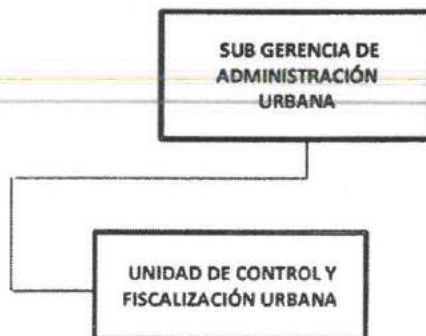 SUB GERENCIA DE
ADMINISTRACIÓN
URBANA
UNIDAD DE CONTROL Y
FISCALIZACIÓN URBANA